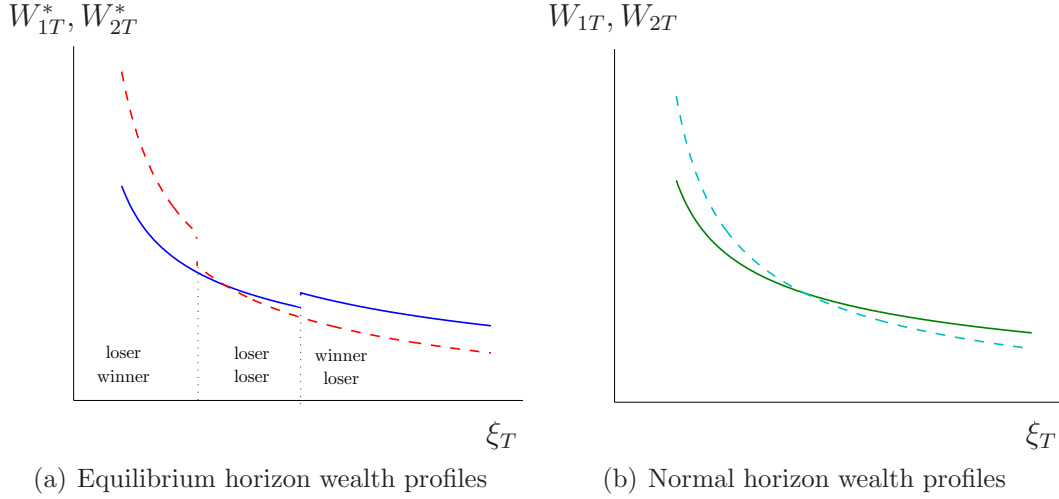 W*1T, W*2T
W1T, W2T
loser
winner
loser
loser
winner
loser
ξT
ξT
(a) Equilibrium horizon wealth profiles
(b) Normal horizon wealth profiles